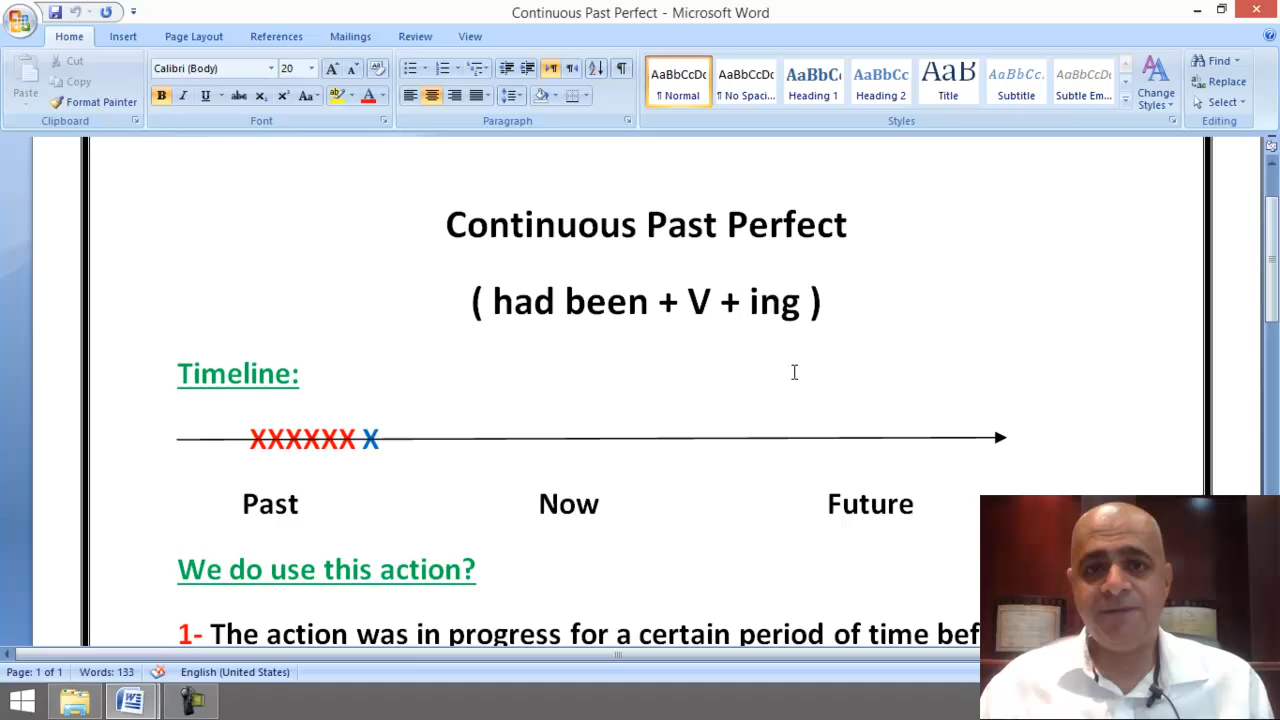 Continuous Past Perfect - Microsoft Word
Home Insert Page Layout References Mailings Review View
Paste
Cut
Copy
Format Painter
Clipboard
Calibri (Body) 20
Font
Paragraph
AaBbCcDc AaBbCcDc AaBbC AaBbCc AaB AaBbCc. AaBbCcDc
¶ Normal ¶ No Spaci... Heading 1 Heading 2 Title Subtitle Subtle Em...
Change
Styles
Styles
Find
Replace
Select
Editing
Continuous Past Perfect
( had been + V + ing )
Timeline:
XXXXXX X
Past Now Future
We do use this action?
1- The action was in progress for a certain period of time bef
Page: 1 of 1 Words: 133 English (United States)